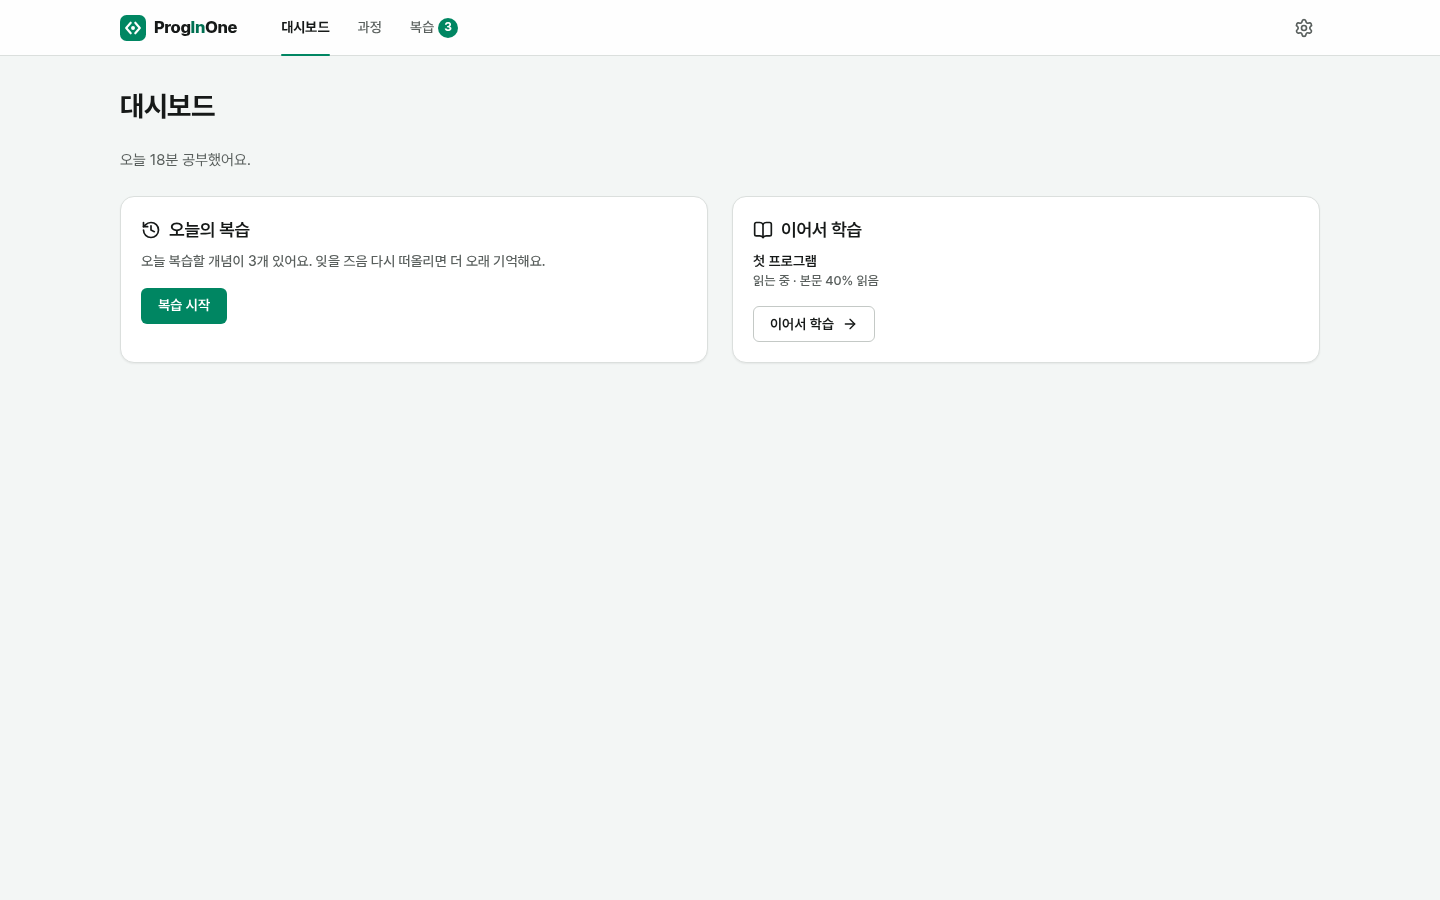 ProgInOne
대시보드
과정
복습 3
대시보드
오늘 18분 공부했어요.
오늘의 복습
오늘 복습할 개념이 3개 있어요. 잊을 즈음 다시 떠올리면 더 오래 기억해요.
복습 시작
이어서 학습
첫 프로그램
읽는 중 · 본문 40% 읽음
이어서 학습